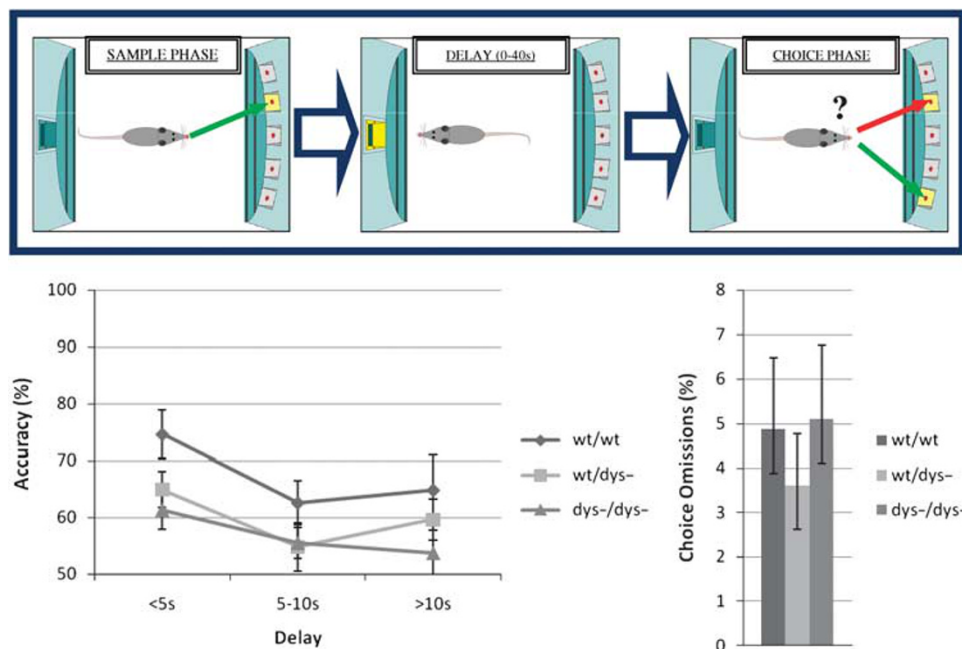 SAMPLE PHASE
DELAY (0-40s)
CHOICE PHASE
?
100
90
80
70
60
50
Accuracy (%)
<5s
5-10s
>10s
Delay
wt/wt
wt/dys-
dys-/dys-
8
7
6
5
4
3
2
1
0
Choice Omissions (%)
wt/wt
wt/dys-
dys-/dys-